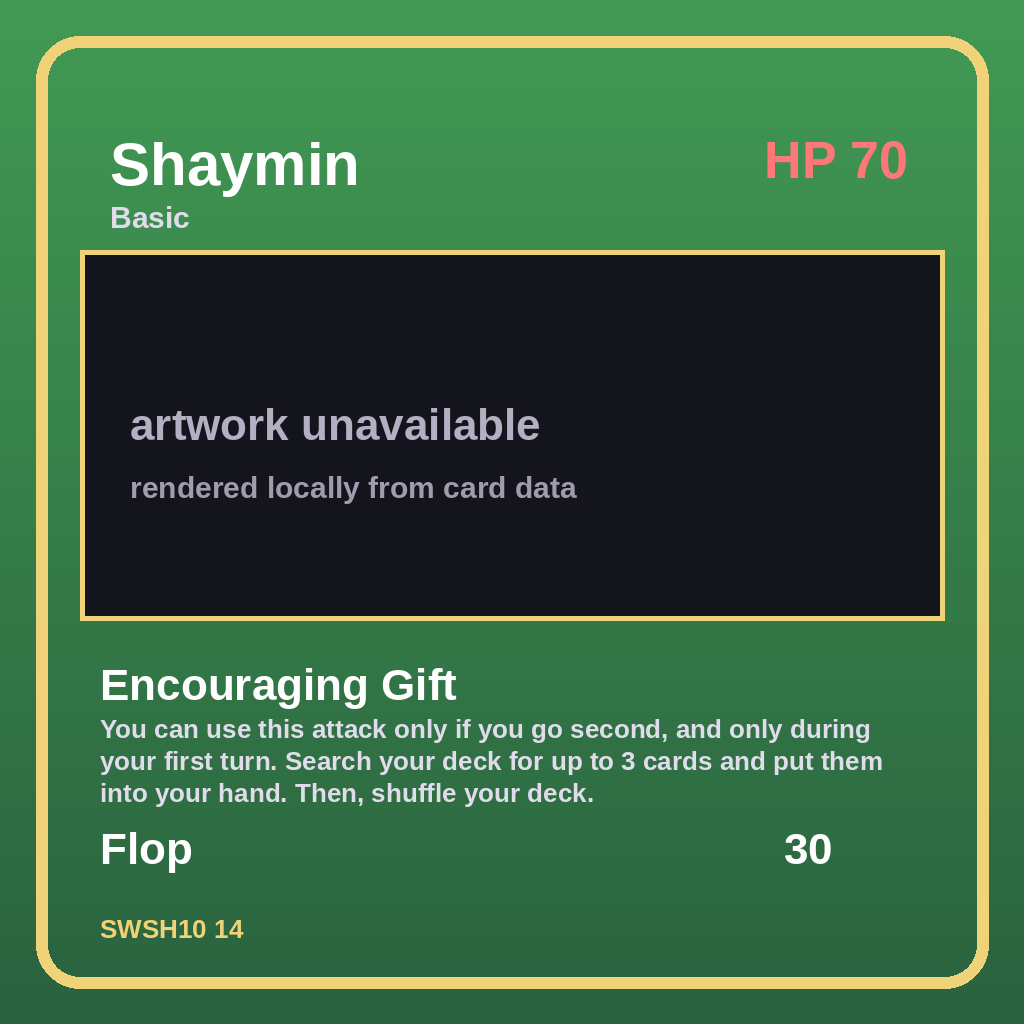 Shaymin
HP 70
Basic
artwork unavailable
rendered locally from card data
Encouraging Gift
You can use this attack only if you go second, and only during
your first turn. Search your deck for up to 3 cards and put them
into your hand. Then, shuffle your deck.
Flop 30
SWSH10 14